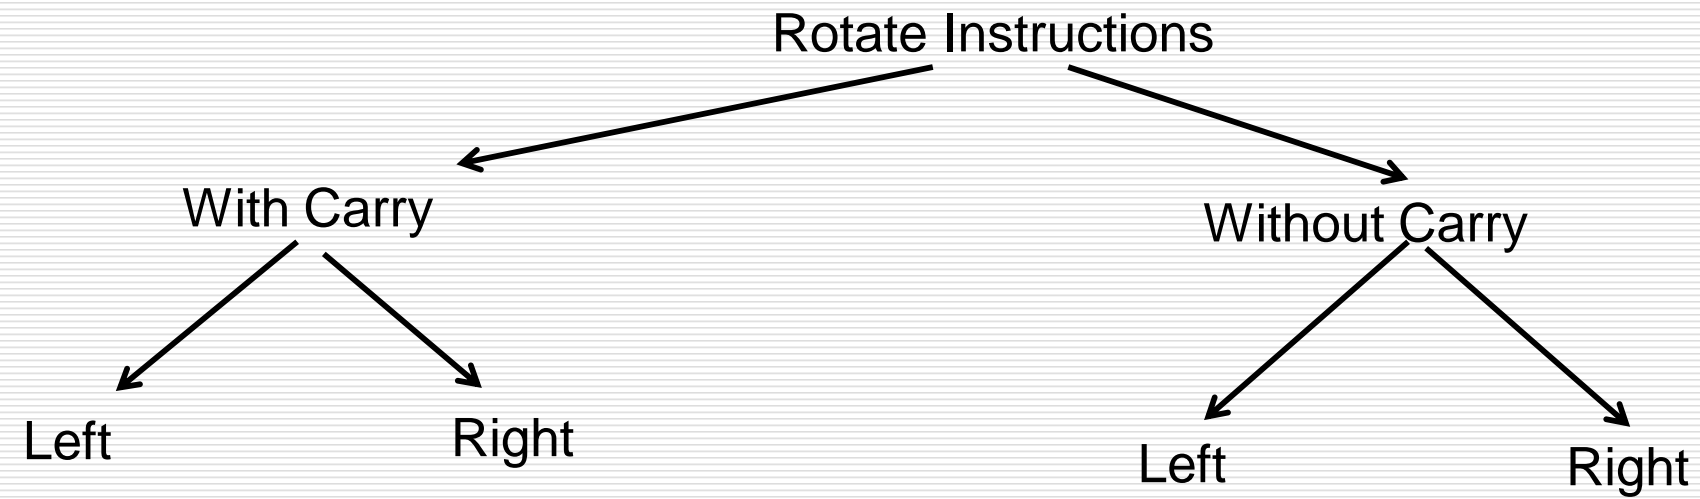 Rotate Instructions
With Carry
Without Carry
Left
Right
Left
Right